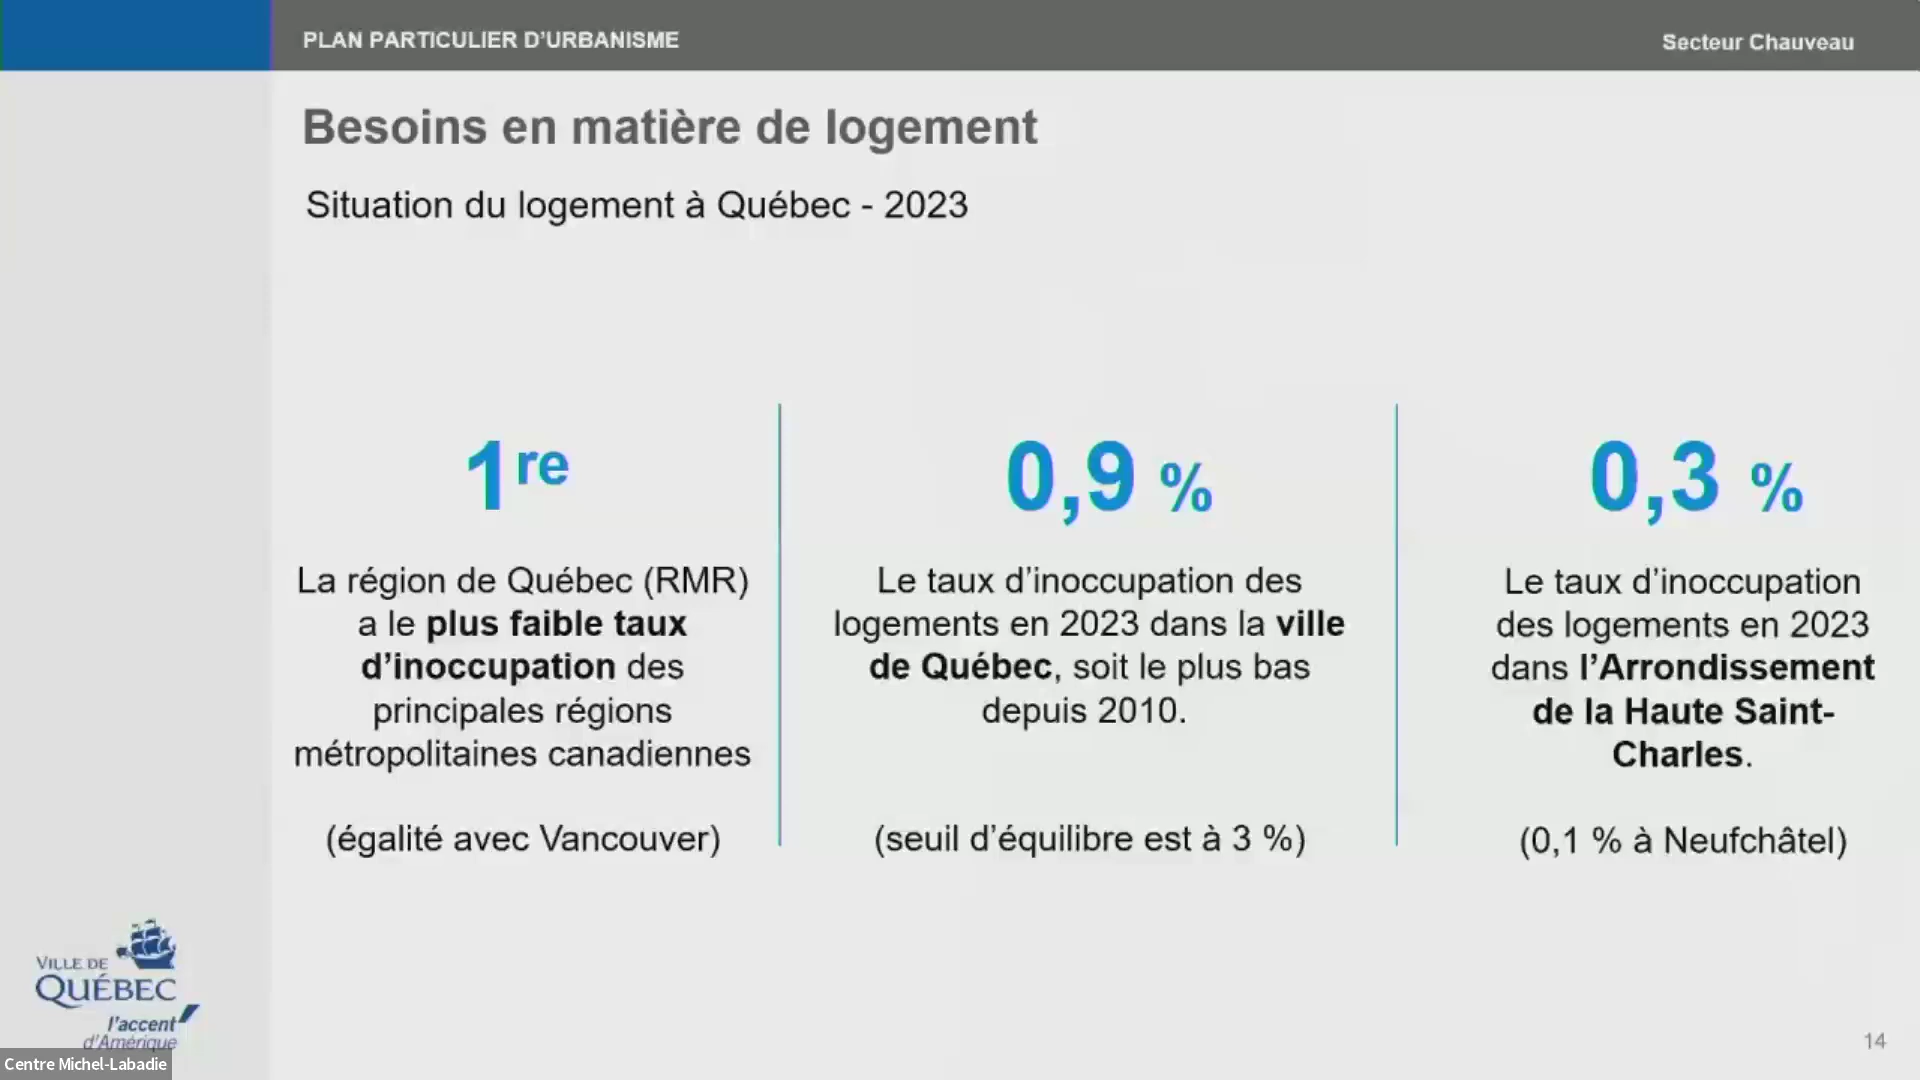 PLAN PARTICULIER D’URBANISME
Secteur Chauveau
Besoins en matière de logement
Situation du logement à Québec - 2023
1re
La région de Québec (RMR)
a le plus faible taux
d’inoccupation des
principales régions
métropolitaines canadiennes
(égalité avec Vancouver)
0,9 %
Le taux d’inoccupation des
logements en 2023 dans la ville
de Québec, soit le plus bas
depuis 2010.
(seuil d’équilibre est à 3 %)
0,3 %
Le taux d’inoccupation
des logements en 2023
dans l’Arrondissement
de la Haute Saint-
Charles.
(0,1 % à Neufchâtel)
VILLE DE
QUÉBEC
l'accent
d'Amérique
Centre Michel-Labadie
14